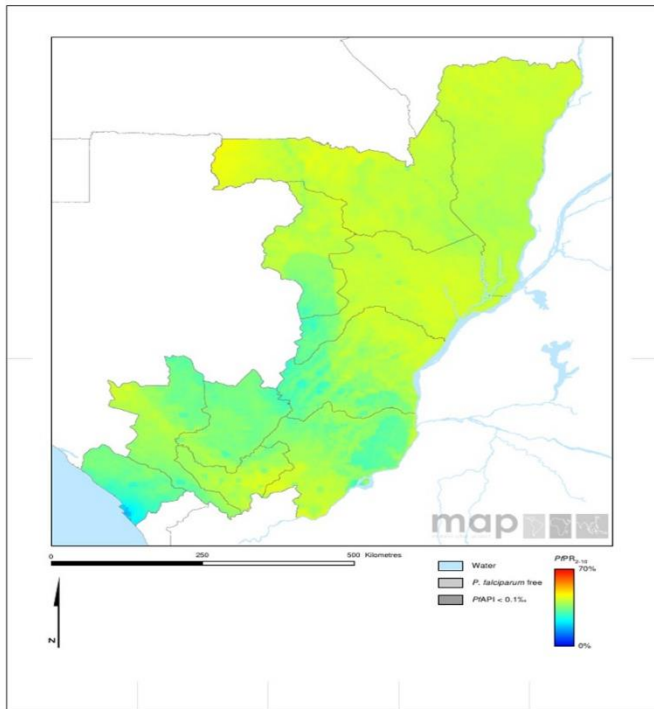 map
0 250 500 Kilometres
Water
P. falciparum free
PfAPI < 0.1‰
PfPR2-10
70%
0%
N